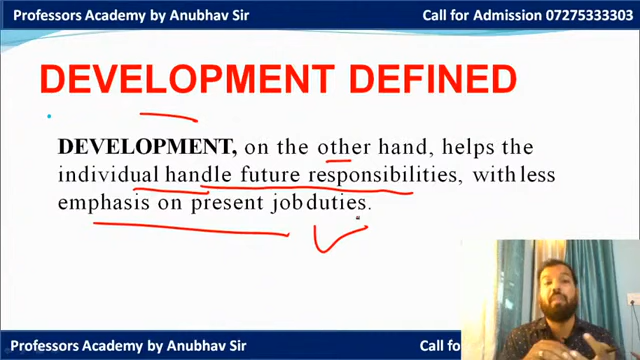 Professors Academy by Anubhav Sir Call for Admission 07275333303
DEVELOPMENT DEFINED
DEVELOPMENT, on the other hand, helps the
individual handle future responsibilities, with less
emphasis on present job duties.
Professors Academy by Anubhav Sir Call fo